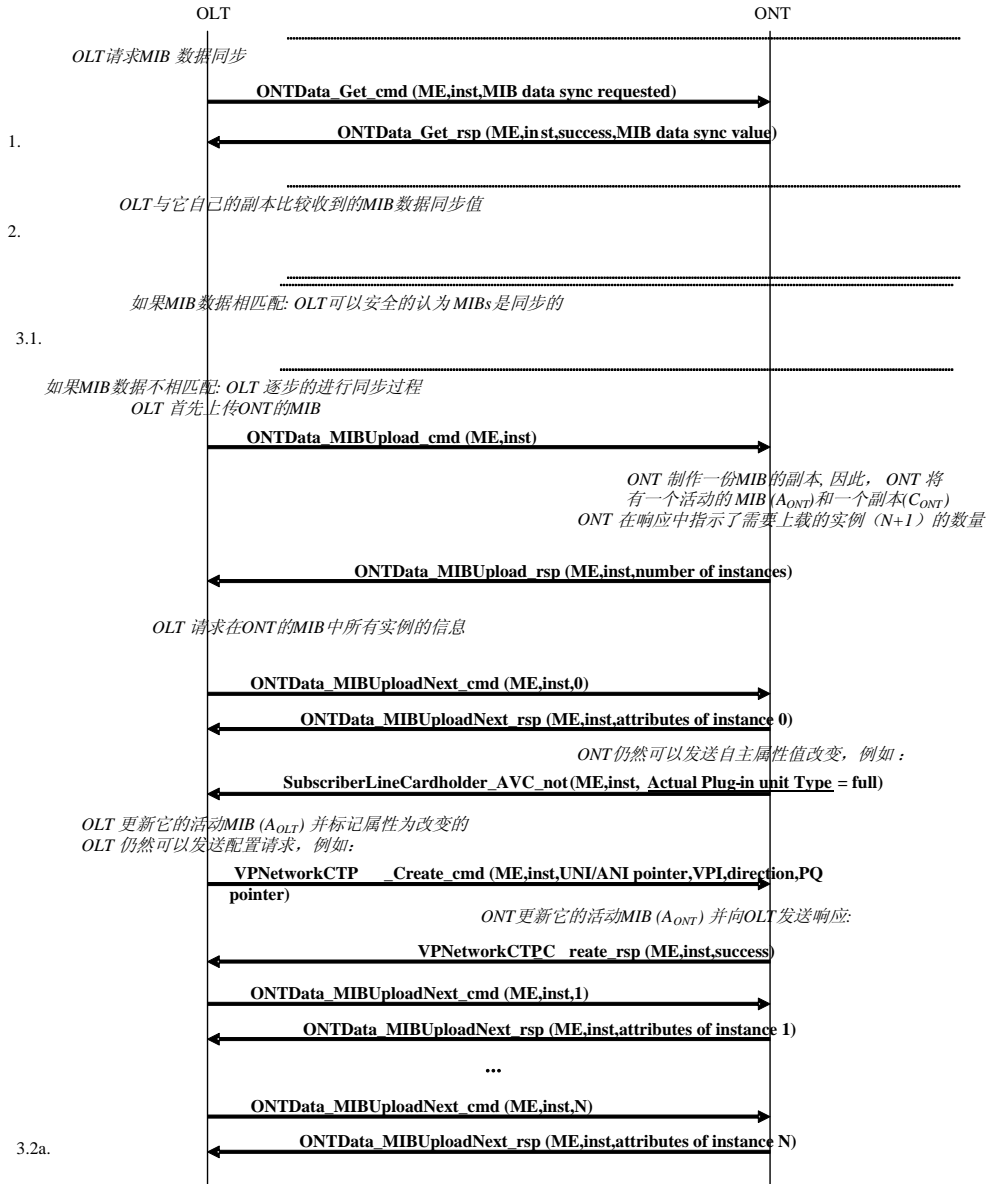 OLT ONT
OLT请求MIB 数据同步
ONTData_Get_cmd (ME,inst,MIB data sync requested)
1.
ONTData_Get_rsp (ME,inst,success,MIB data sync value)
OLT与它自己的副本比较收到的MIB数据同步值
2.
如果MIB数据相匹配: OLT可以安全的认为 MIBs是同步的
3.1.
如果MIB数据不相匹配: OLT 逐步的进行同步过程
OLT 首先上传ONT的MIB
ONTData_MIBUpload_cmd (ME,inst)
ONT 制作一份MIB的副本, 因此， ONT 将
有一个活动的 MIB (AONT)和一个副本(CONT)
ONT 在响应中指示了需要上载的实例（N+1）的数量
ONTData_MIBUpload_rsp (ME,inst,number of instances)
OLT 请求在ONT的MIB中所有实例的信息
ONTData_MIBUploadNext_cmd (ME,inst,0)
ONTData_MIBUploadNext_rsp (ME,inst,attributes of instance 0)
ONT仍然可以发送自主属性值改变，例如：
SubscriberLineCardholder_AVC_not (ME,inst, Actual Plug-in unit Type = full)
OLT 更新它的活动MIB (AOLT) 并标记属性为改变的
OLT 仍然可以发送配置请求，例如：
VPNetworkCTP _Create_cmd (ME,inst,UNI/ANI pointer,VPI,direction,PQ
pointer)
ONT更新它的活动MIB (AONT) 并向OLT发送响应:
VPNetworkCTP_C reate_rsp (ME,inst,success)
ONTData_MIBUploadNext_cmd (ME,inst,1)
ONTData_MIBUploadNext_rsp (ME,inst,attributes of instance 1)
...
ONTData_MIBUploadNext_cmd (ME,inst,N)
3.2a.
ONTData_MIBUploadNext_rsp (ME,inst,attributes of instance N)